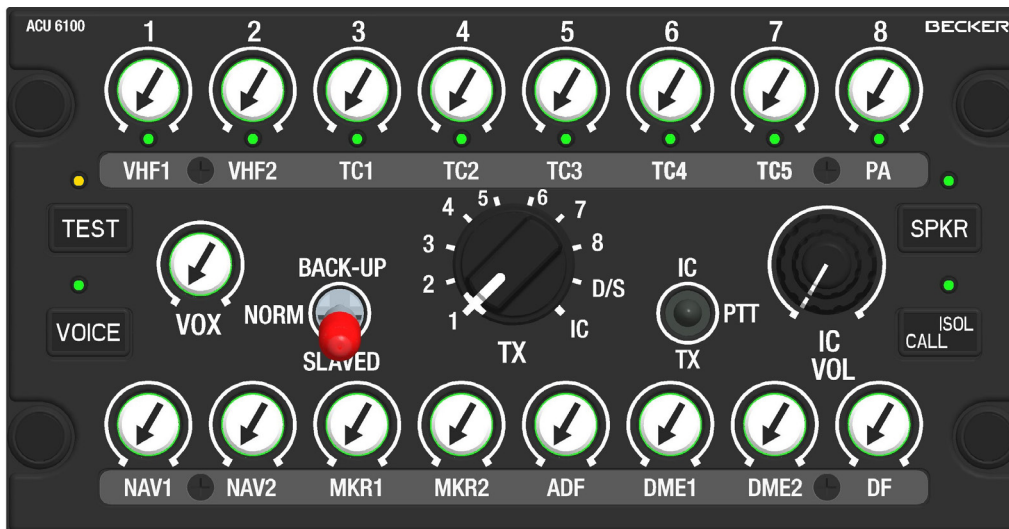 ACU 6100
1 2 3 4 5 6 7 8
BECKER
VHF1 VHF2 TC1 TC2 TC3 TC4 TC5 PA
TEST
SPKR
VOICE
ISOL
CALL
VOX
BACK-UP
NORM
SLAVED
1
2
3
4
5
6
7
8
D/S
IC
TX
IC
PTT
TX
IC
VOL
NAV1 NAV2 MKR1 MKR2 ADF DME1 DME2 DF